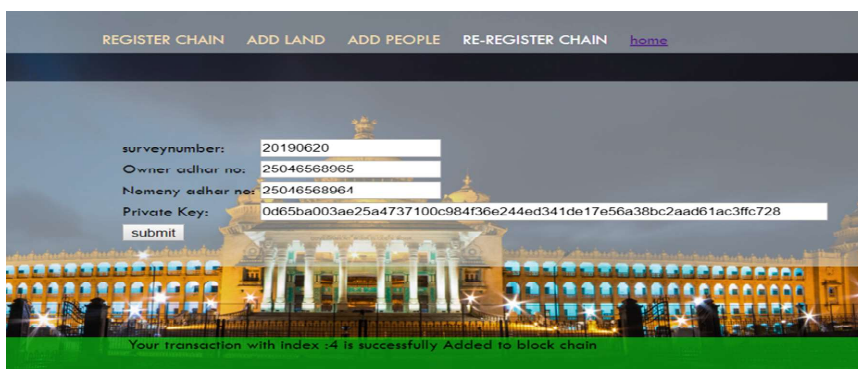 REGISTER CHAIN ADD LAND ADD PEOPLE RE-REGISTER CHAIN home
surveynumber: 20190620
Owner adhar no: 25046568965
Nomeny adhar no: 25046568964
Private Key: 0d65ba003ae25a4737100c984f36e244ed341de17e56a38bc2aad61ac3ffc728
submit
Your transaction with index :4 is successfully Added to block chain